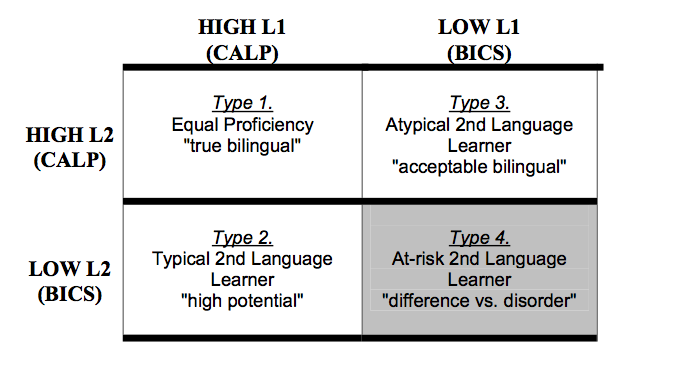 HIGH L1
(CALP)
LOW L1
(BICS)
HIGH L2
(CALP)
Type 1.
Equal Proficiency
"true bilingual"
Type 3.
Atypical 2nd Language
Learner
"acceptable bilingual"
LOW L2
(BICS)
Type 2.
Typical 2nd Language
Learner
"high potential"
Type 4.
At-risk 2nd Language
Learner
"difference vs. disorder"